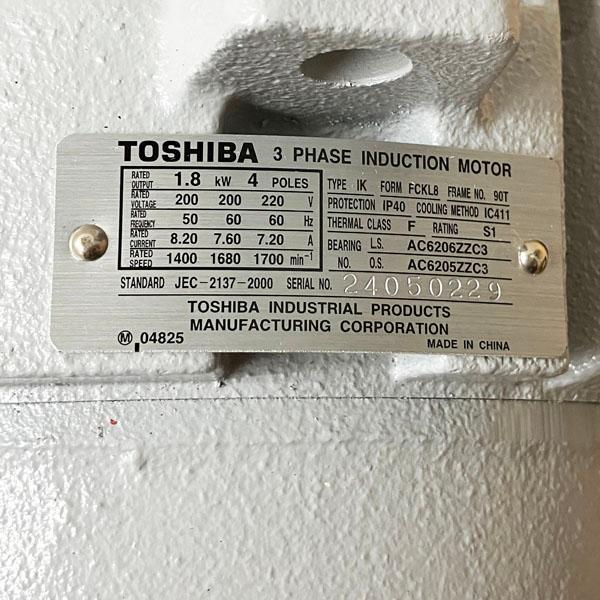 TOSHIBA 3 PHASE INDUCTION MOTOR
RATED OUTPUT 1.8 kW 4 POLES
RATED VOLTAGE 200 200 220 V
RATED FREQUENCY 50 60 60 Hz
RATED CURRENT 8.20 7.60 7.20 A
RATED SPEED 1400 1680 1700 min⁻¹
TYPE IK FORM FCKL8 FRAME NO. 90T
PROTECTION IP40 COOLING METHOD IC411
THERMAL CLASS F RATING S1
BEARING L.S. AC6206ZZC3
NO. O.S. AC6205ZZC3
STANDARD JEC-2137-2000 SERIAL NO. 24050229
TOSHIBA INDUSTRIAL PRODUCTS
MANUFACTURING CORPORATION
Ⓜ 04825
MADE IN CHINA